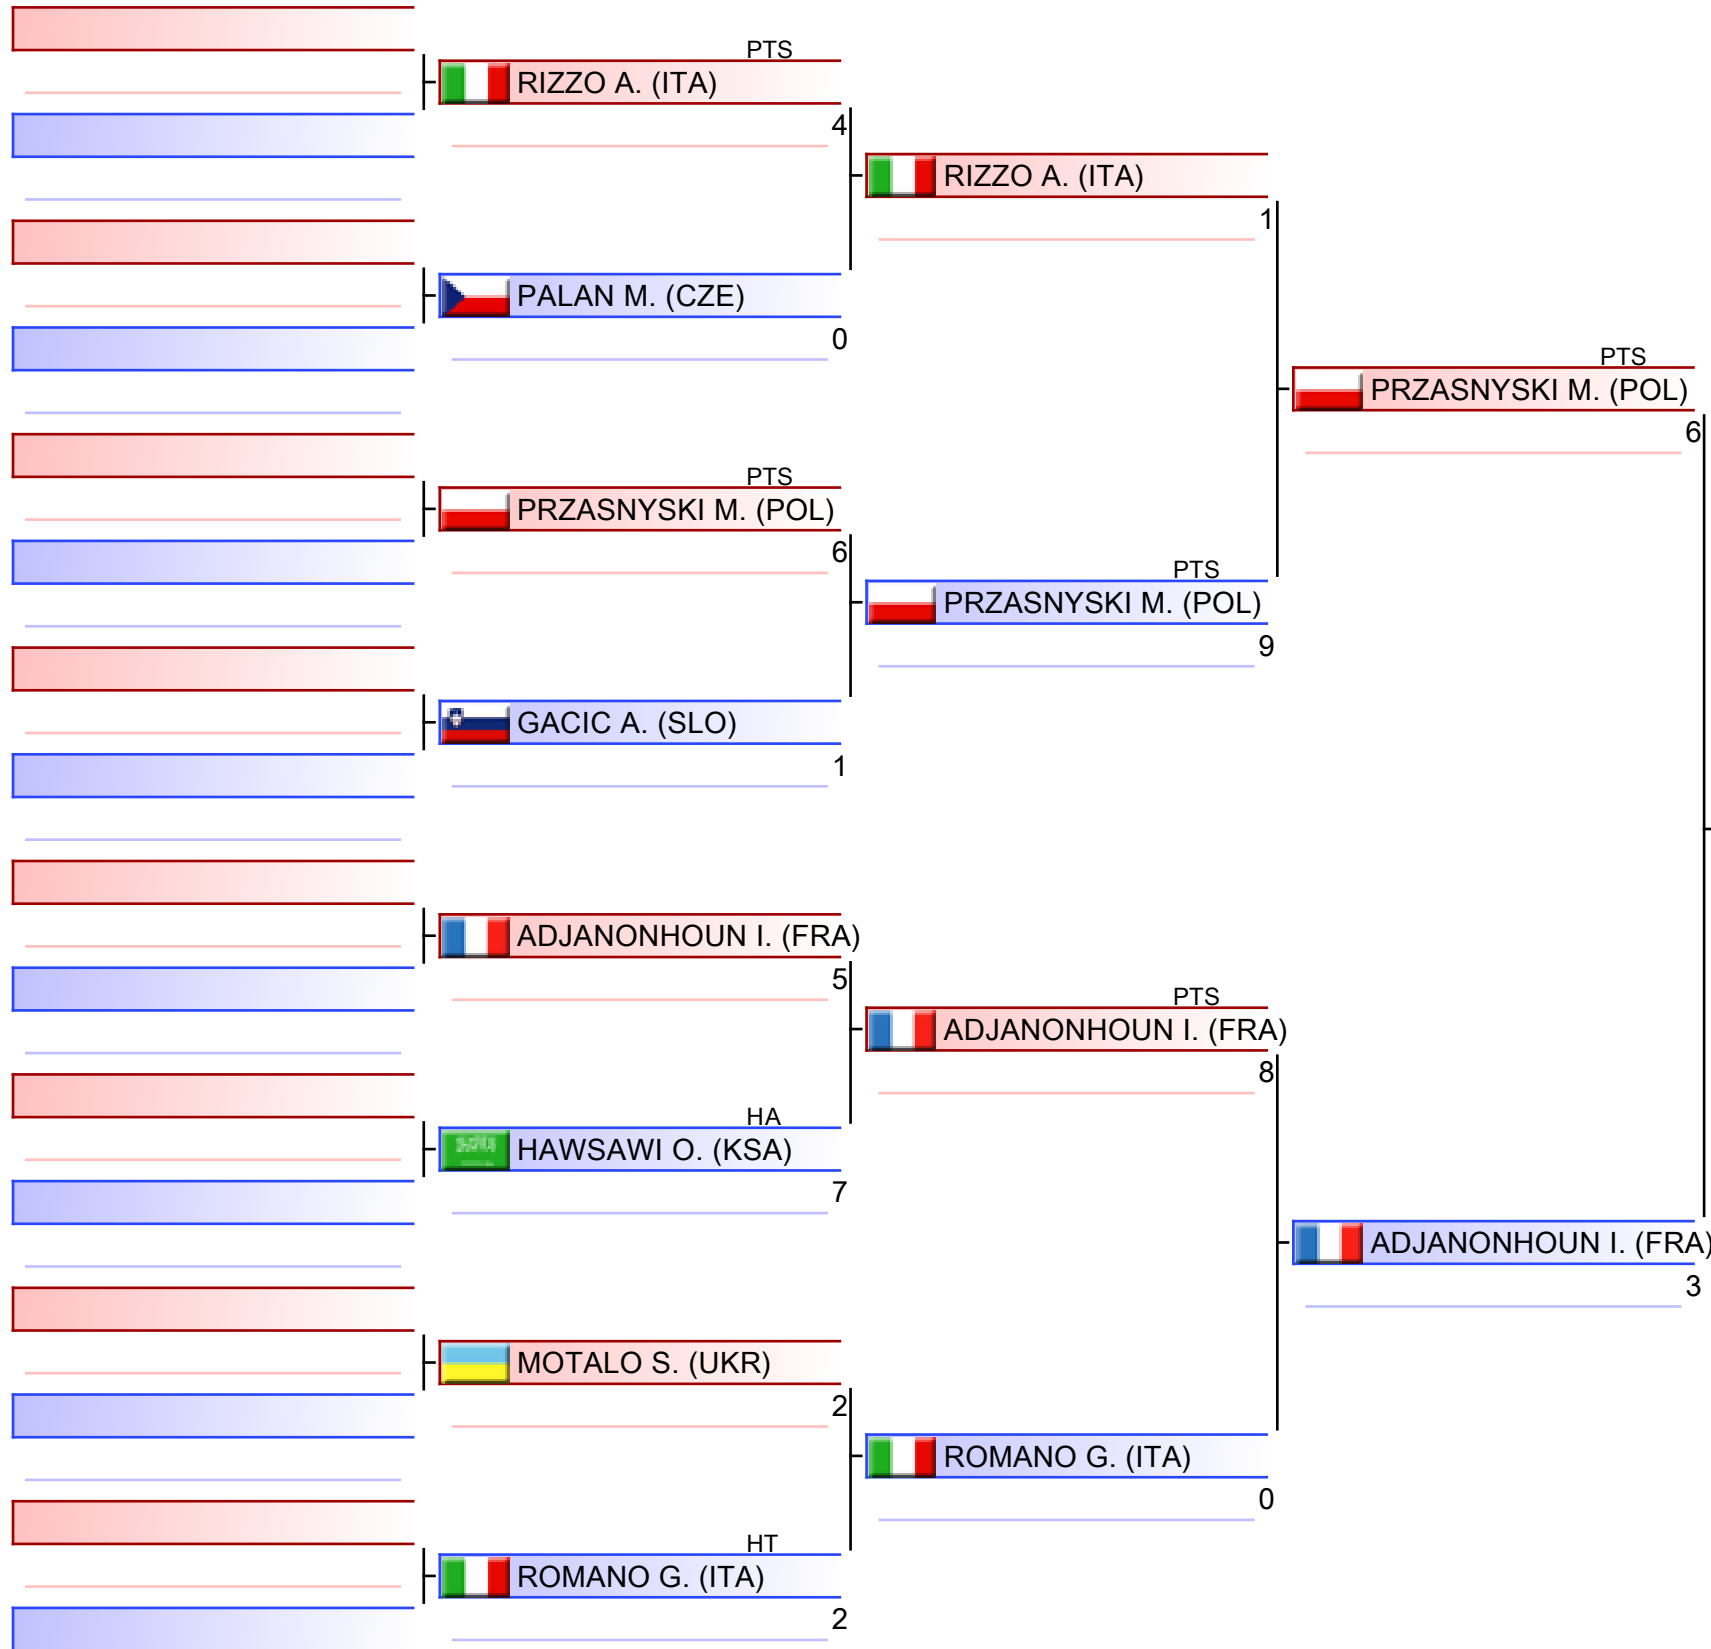 PTS
RIZZO A. (ITA)
4
PALAN M. (CZE)
0
PTS
PRZASNYSKI M. (POL)
6
GACIC A. (SLO)
1
ADJANONHOUN I. (FRA)
5
HA
HAWSAWI O. (KSA)
7
MOTALO S. (UKR)
2
HT
ROMANO G. (ITA)
2
RIZZO A. (ITA)
1
PTS
PRZASNYSKI M. (POL)
9
PTS
ADJANONHOUN I. (FRA)
8
ROMANO G. (ITA)
0
PTS
PRZASNYSKI M. (POL)
6
ADJANONHOUN I. (FRA)
3